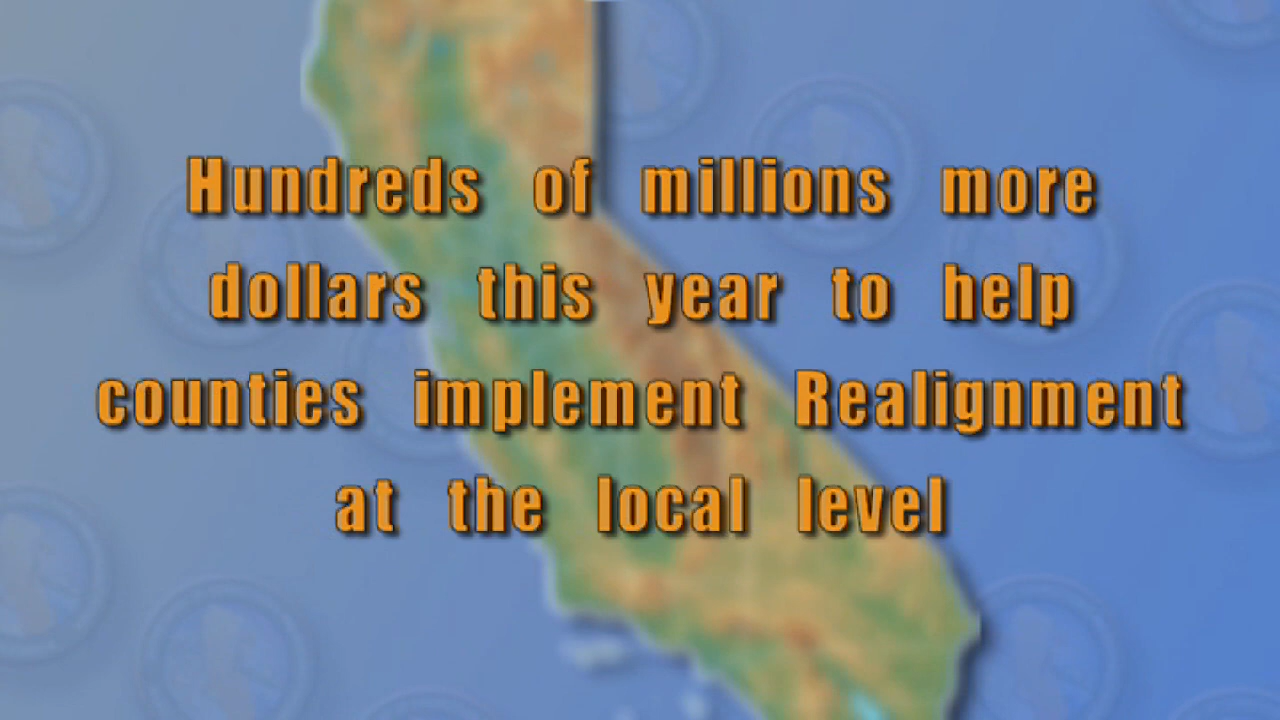 Hundreds of millions more
dollars this year to help
counties implement Realignment
at the local level